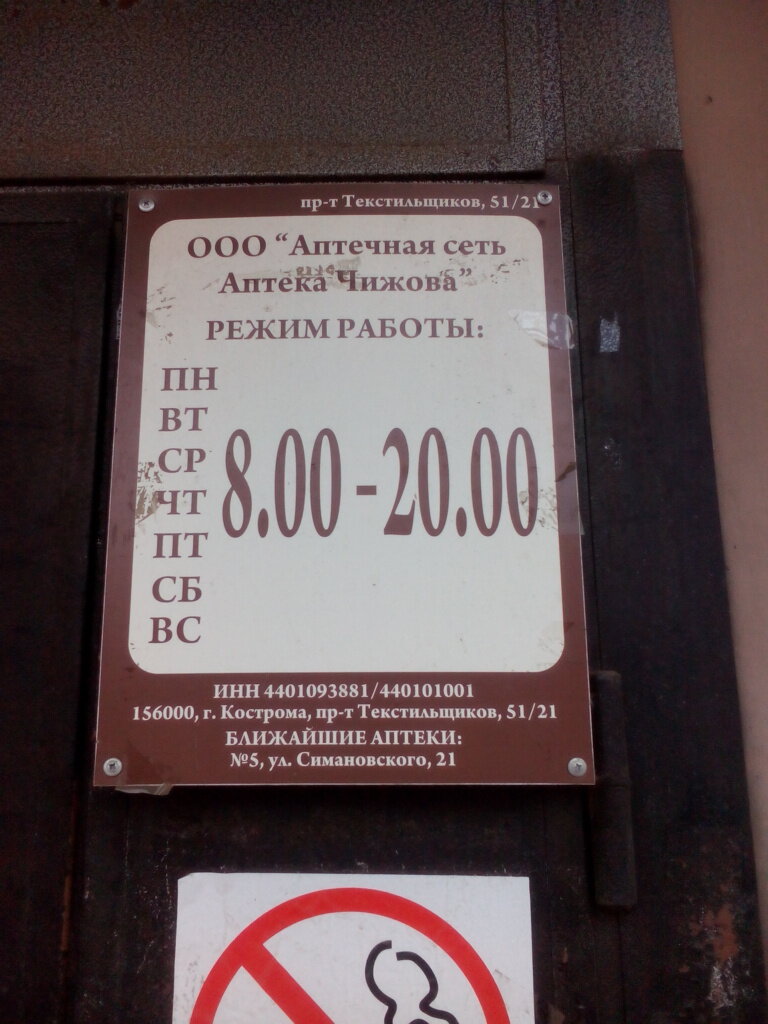 пр-т Текстильщиков, 51/21
ООО “Аптечная сеть
Аптека Чижова”
РЕЖИМ РАБОТЫ:
ПН
ВТ
СР
ЧТ
8.00 - 20.00
ПТ
СБ
ВС
ИНН 4401093881/440101001
156000, г. Кострома, пр-т Текстильщиков, 51/21
БЛИЖАЙШИЕ АПТЕКИ:
№5, ул. Симановского, 21